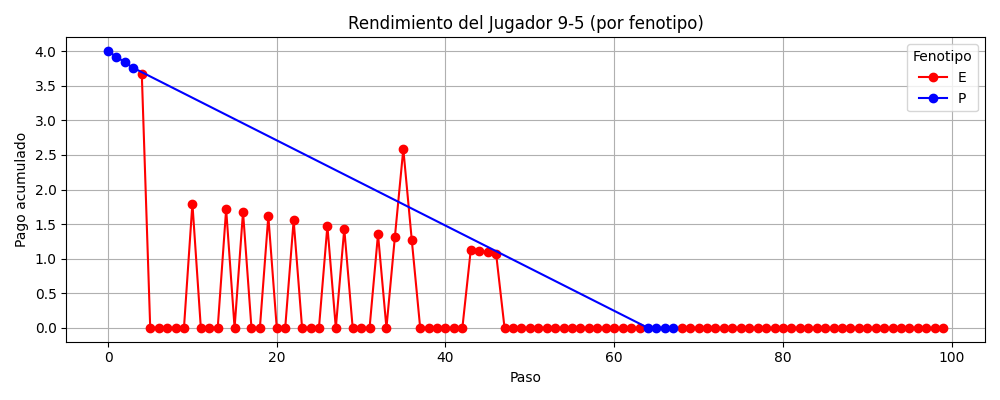 Rendimiento del Jugador 9-5 (por fenotipo)
4.0
3.5
3.0
2.5
2.0
1.5
1.0
0.5
0.0
Pago acumulado
Fenotipo
E
P
0 20 40 60 80 100
Paso